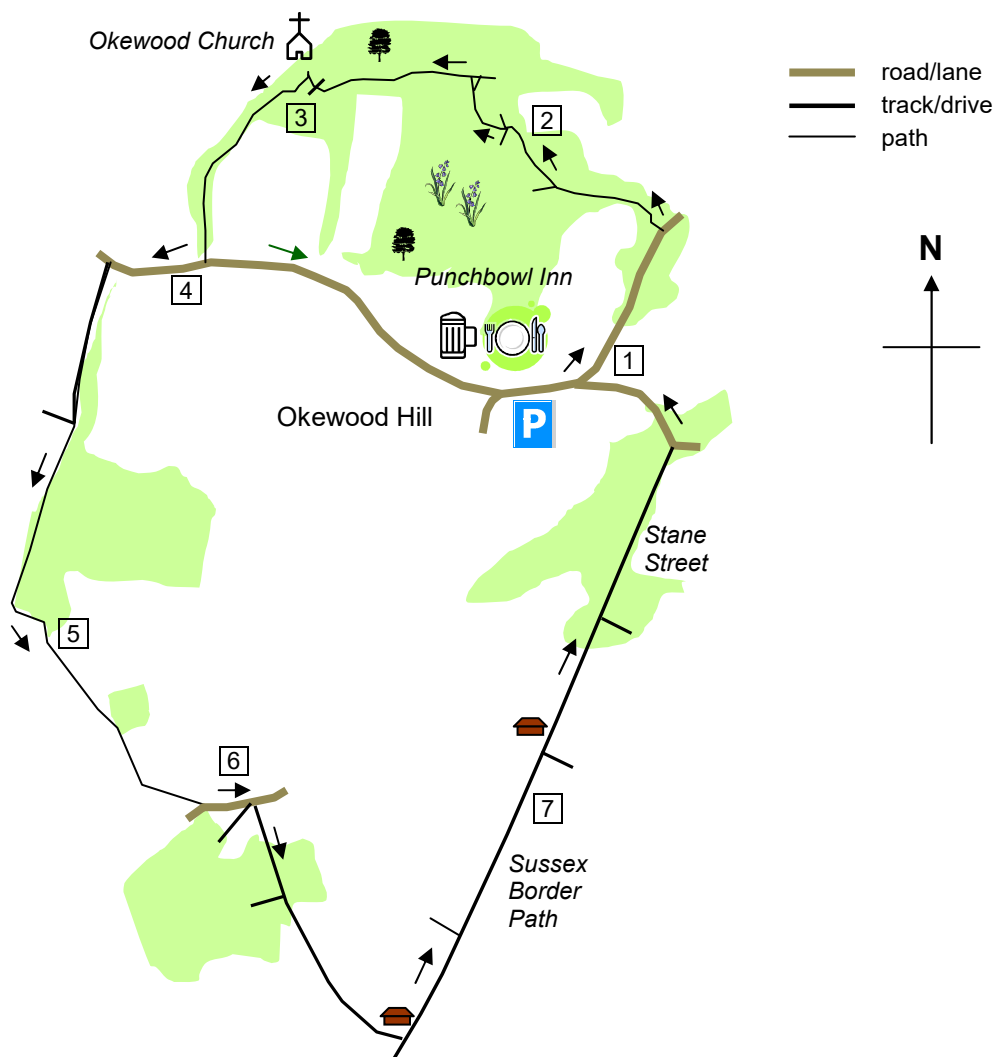 Okewood Church
road/lane
track/drive
path
3
2
N
Punchbowl Inn
4
1
Okewood Hill
P
Stane
Street
5
6
7
Sussex
Border
Path